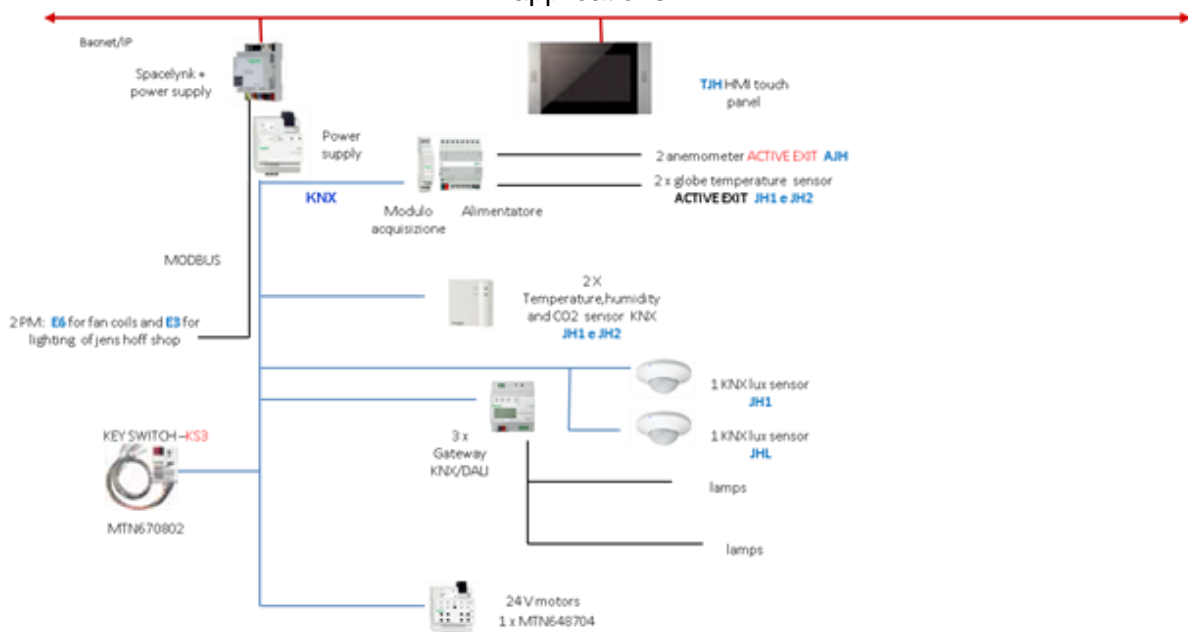 applications
Bacnet/IP
Spacelynk +
power supply
TJH HMI touch
panel
Power
supply
2 anemometer ACTIVE EXIT AJH
2 x globe temperature sensor
ACTIVE EXIT JH1 e JH2
KNX
Modulo
acquisizione
Alimentatore
MODBUS
2 X
Temperature,humidity
and CO2 sensor KNX
JH1 e JH2
2 PM: E6 for fan coils and E3 for
lighting of jens hoff shop
1 KNX lux sensor
JH1
KEY SWITCH –KS3
3 x
Gateway
KNX/DALI
1 KNX lux sensor
JHL
lamps
MTN670802
lamps
24 V motors
1 x MTN648704